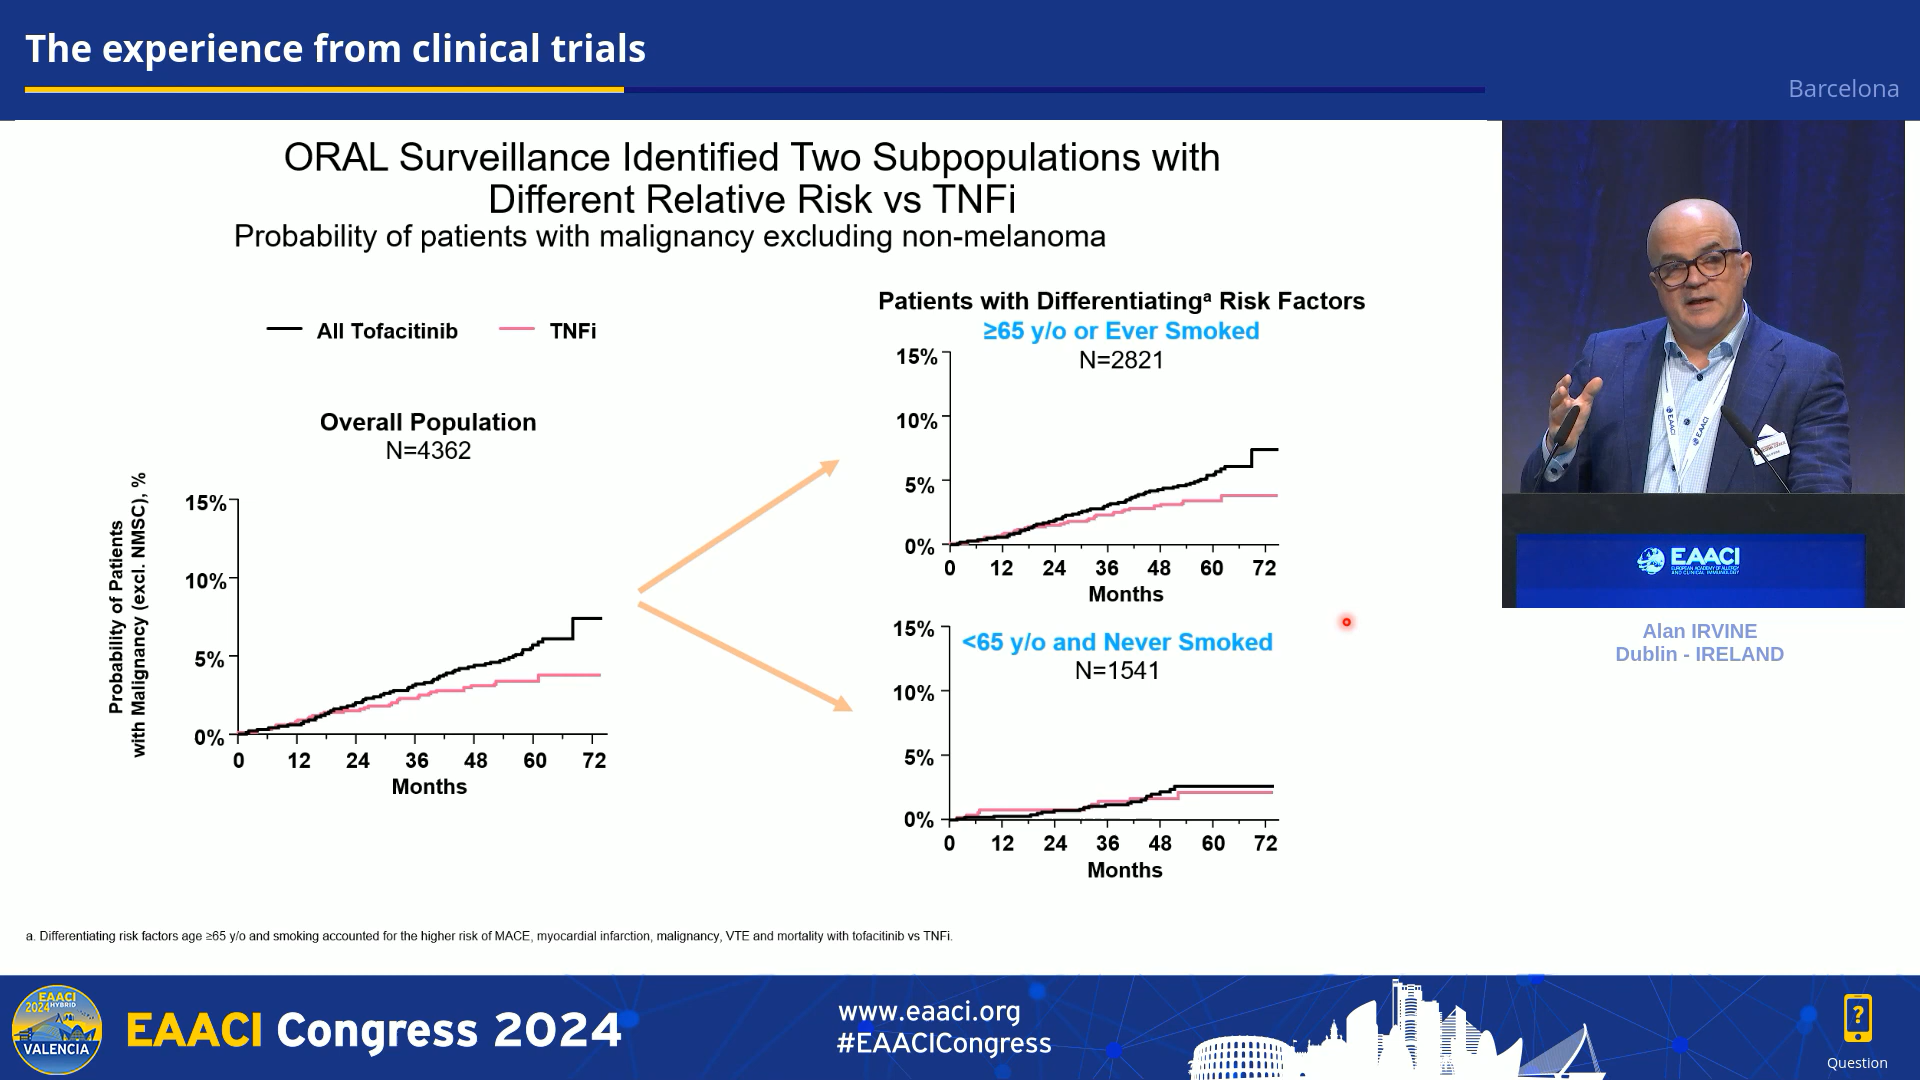 The experience from clinical trials
Barcelona
ORAL Surveillance Identified Two Subpopulations with
Different Relative Risk vs TNFi
Probability of patients with malignancy excluding non-melanoma
All Tofacitinib
TNFi
Overall Population
N=4362
Probability of Patients
with Malignancy (excl. NMSC), %
15%
10%
5%
0%
0 12 24 36 48 60 72
Months
Patients with Differentiatingᵃ Risk Factors
≥65 y/o or Ever Smoked
N=2821
15%
10%
5%
0%
0 12 24 36 48 60 72
Months
<65 y/o and Never Smoked
N=1541
15%
10%
5%
0%
0 12 24 36 48 60 72
Months
a. Differentiating risk factors age ≥65 y/o and smoking accounted for the higher risk of MACE, myocardial infarction, malignancy, VTE and mortality with tofacitinib vs TNFi.
EAACI
EAACI
EAACI
EUROPEAN ACADEMY OF ALLERGY
AND CLINICAL IMMUNOLOGY
Alan IRVINE
Dublin - IRELAND
EAACI
2024 HYBRID
VALENCIA
EAACI Congress 2024
www.eaaci.org
#EAACICongress
?
Question